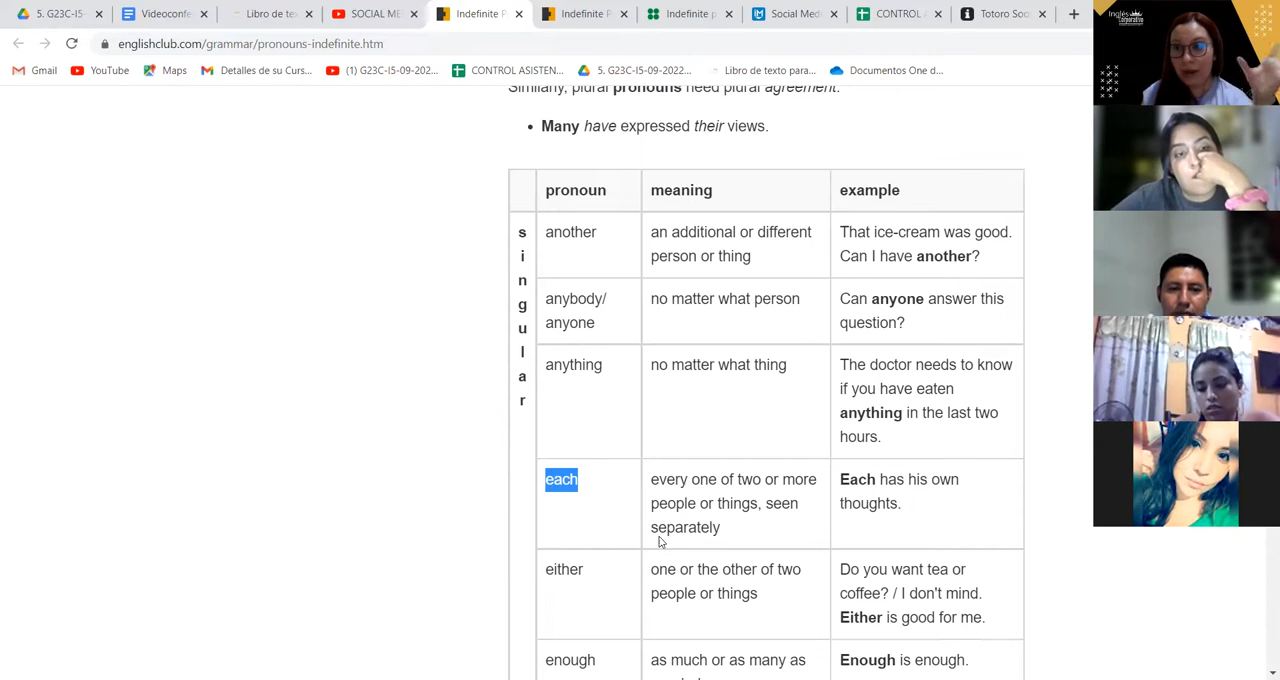 5. G23C-I5-09-202
Videoconfe
Libro de tex
SOCIAL ME
Indefinite P
Indefinite P
Indefinite p
Social Med
CONTROL A
Totoro Soo
englishclub.com/grammar/pronouns-indefinite.htm
Gmail
YouTube
Maps
Detalles de su Curs...
(1) G23C-I5-09-202...
CONTROL ASISTEN...
5. G23C-I5-09-2022...
Libro de texto para...
Documentos One d...
Similarly, plural pronouns need plural agreement.
Many have expressed their views.
pronoun meaning example
singular
another
an additional or different
person or thing
That ice-cream was good.
Can I have another?
anybody/
anyone
no matter what person
Can anyone answer this
question?
anything
no matter what thing
The doctor needs to know
if you have eaten
anything in the last two
hours.
each
every one of two or more
people or things, seen
separately
Each has his own
thoughts.
either
one or the other of two
people or things
Do you want tea or
coffee? / I don't mind.
Either is good for me.
enough
as much or as many as
Enough is enough.
Inglés
Corporativo